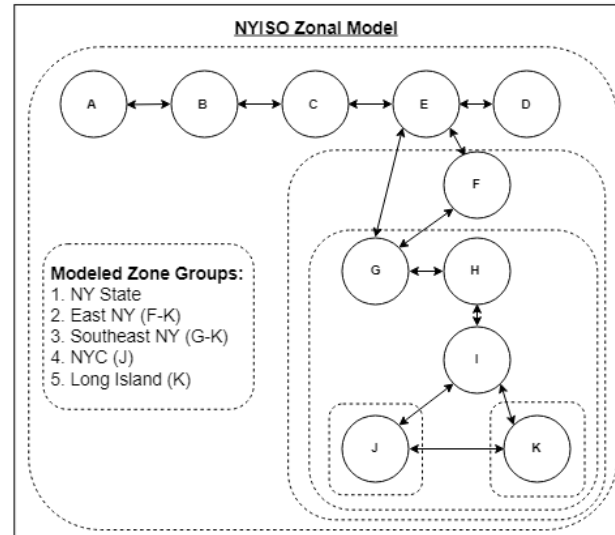 NYISO Zonal Model
A B C E D
F
G H
Modeled Zone Groups:
1. NY State
2. East NY (F-K)
3. Southeast NY (G-K)
4. NYC (J)
5. Long Island (K)
I
J K